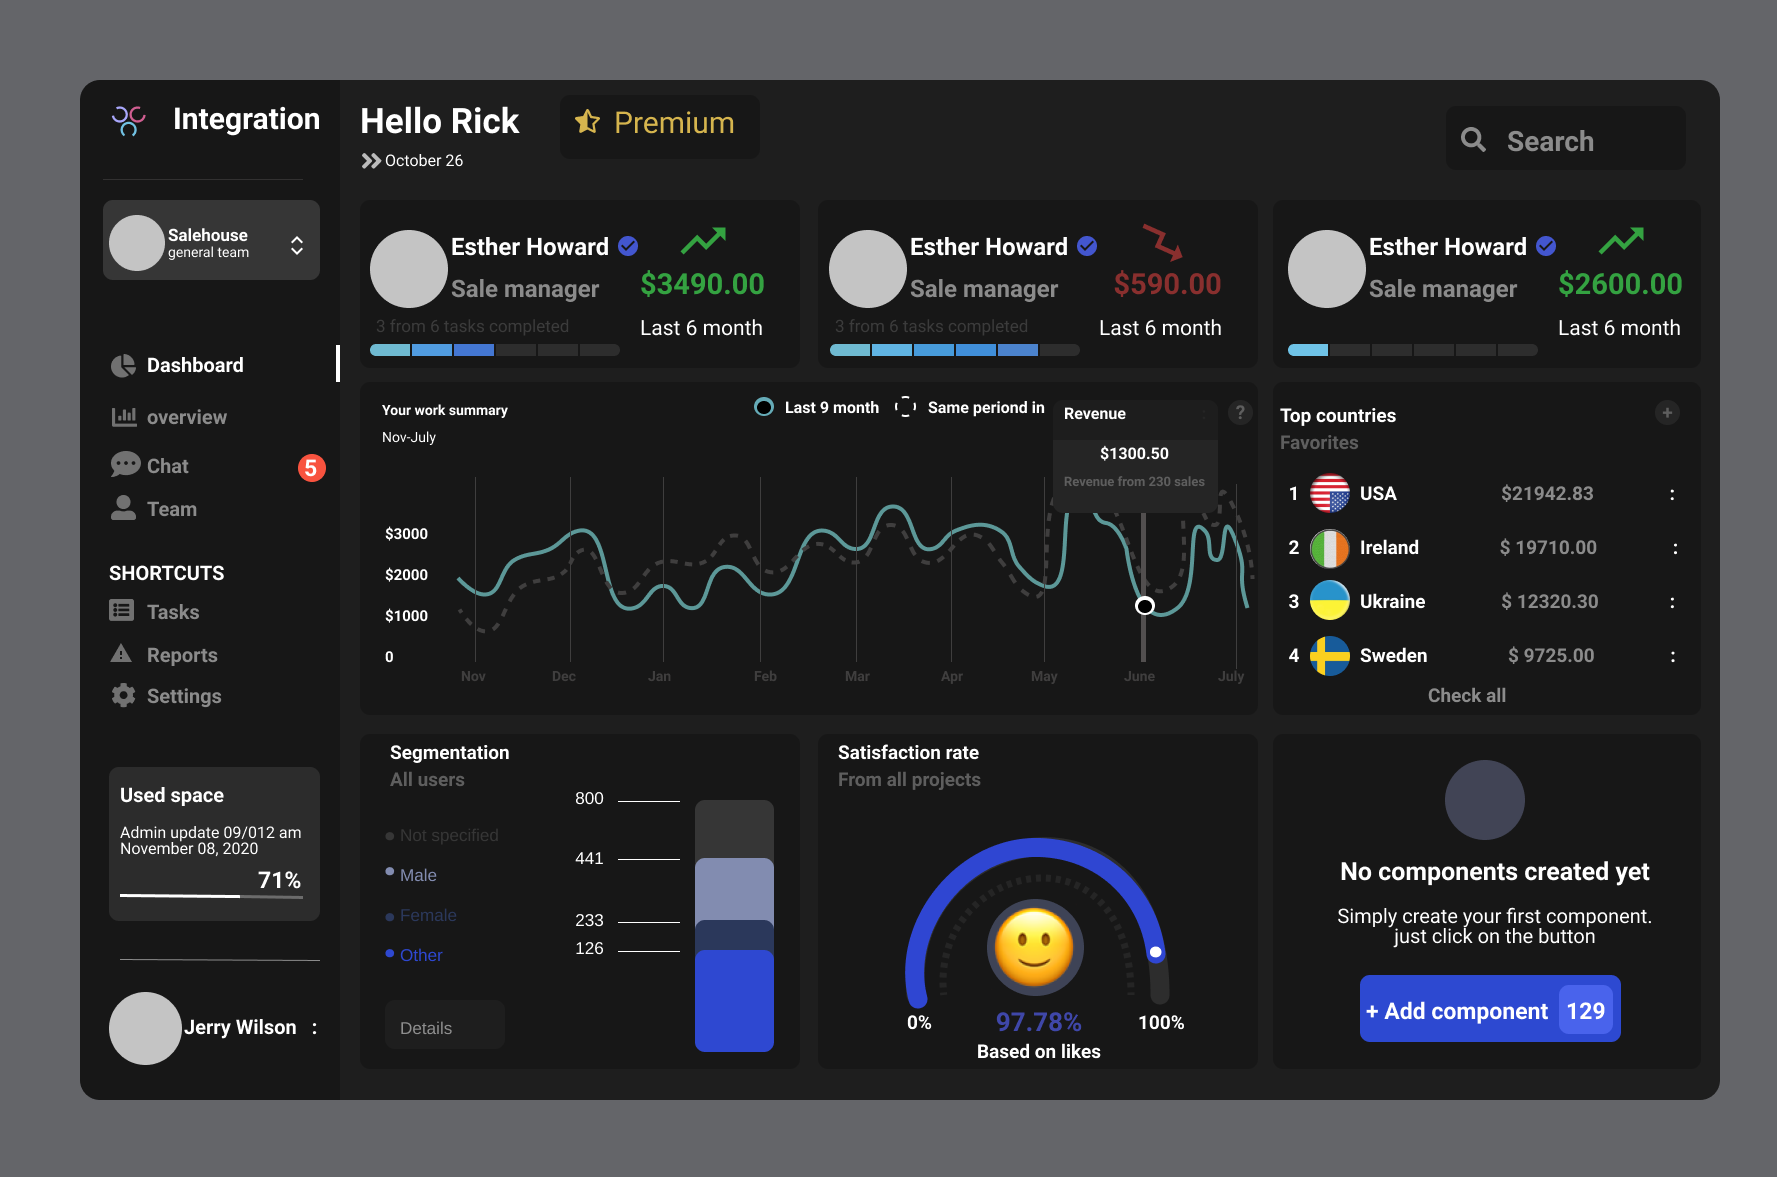 Integration
Salehouse
general team
Dashboard
overview
Chat
5
Team
SHORTCUTS
Tasks
Reports
Settings
Used space
Admin update 09/012 am
November 08, 2020
71%
Jerry Wilson :
Hello Rick
Premium
October 26
Search
Esther Howard
Sale manager
$3490.00
3 from 6 tasks completed
Last 6 month
Esther Howard
Sale manager
$590.00
3 from 6 tasks completed
Last 6 month
Esther Howard
Sale manager
$2600.00
Last 6 month
Your work summary
Nov-July
Last 9 month
Same periond in
Revenue
?
$1300.50
Revenue from 230 sales
$3000
$2000
$1000
0
Nov Dec Jan Feb Mar Apr May June July
Top countries
+
Favorites
1 USA $21942.83 :
2 Ireland $ 19710.00 :
3 Ukraine $ 12320.30 :
4 Sweden $ 9725.00 :
Check all
Segmentation
All users
Not specified
Male
Female
Other
Details
800
441
233
126
Satisfaction rate
From all projects
0%
97.78%
100%
Based on likes
No components created yet
Simply create your first component.
just click on the button
+ Add component 129